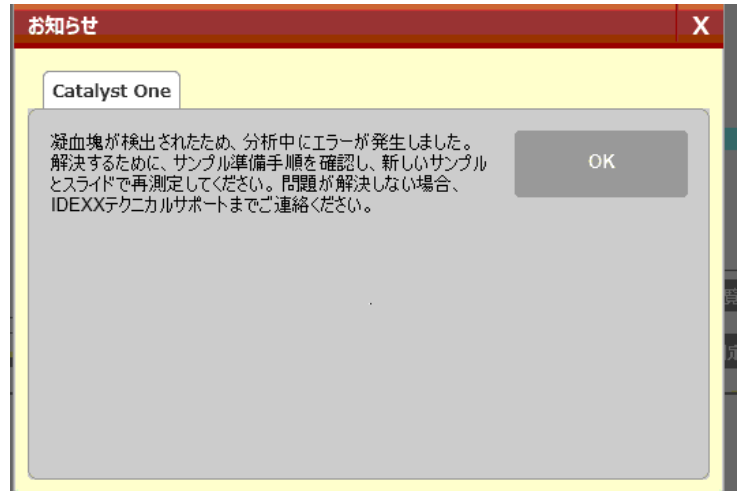 お知らせ
X
Catalyst One
凝血塊が検出されたため、分析中にエラーが発生しました。
解決するために、サンプル準備手順を確認し、新しいサンプル
とスライドで再測定してください。問題が解決しない場合、
IDEXXテクニカルサポートまでご連絡ください。
OK